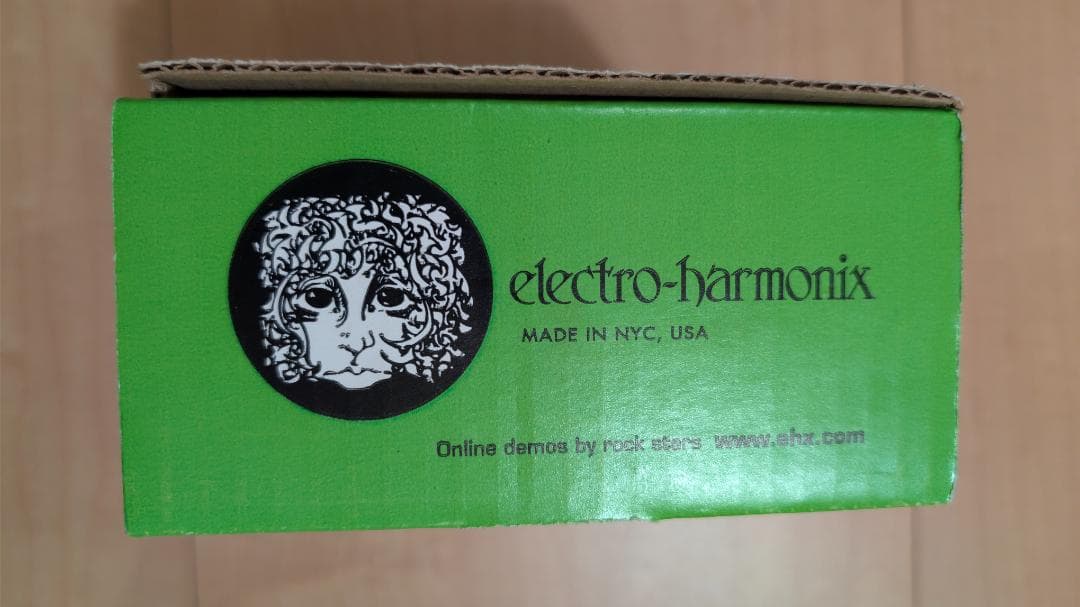 electro-harmonix
MADE IN NYC, USA
Online demos by rock stars www.ehx.com